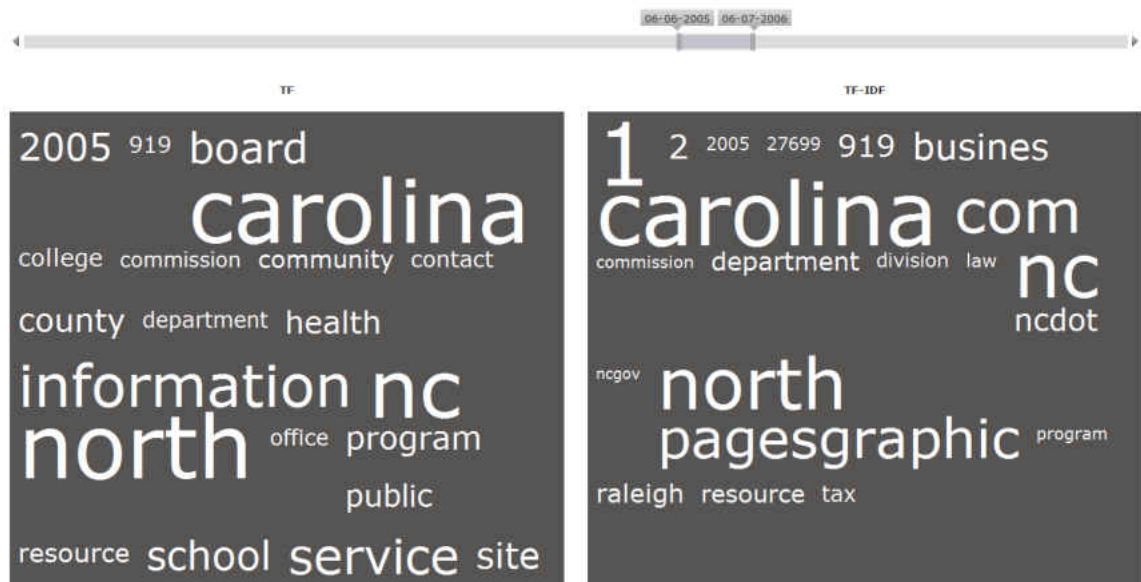 06-06-2005 06-07-2006
TF
2005 919 board
carolina
college commission community contact
county department health
information nc
north office program
public
resource school service site
TF-IDF
1 2 2005 27699 919 busines
carolina com
commission department division law nc
ncdot
ncgov north
pagesgraphic program
raleigh resource tax